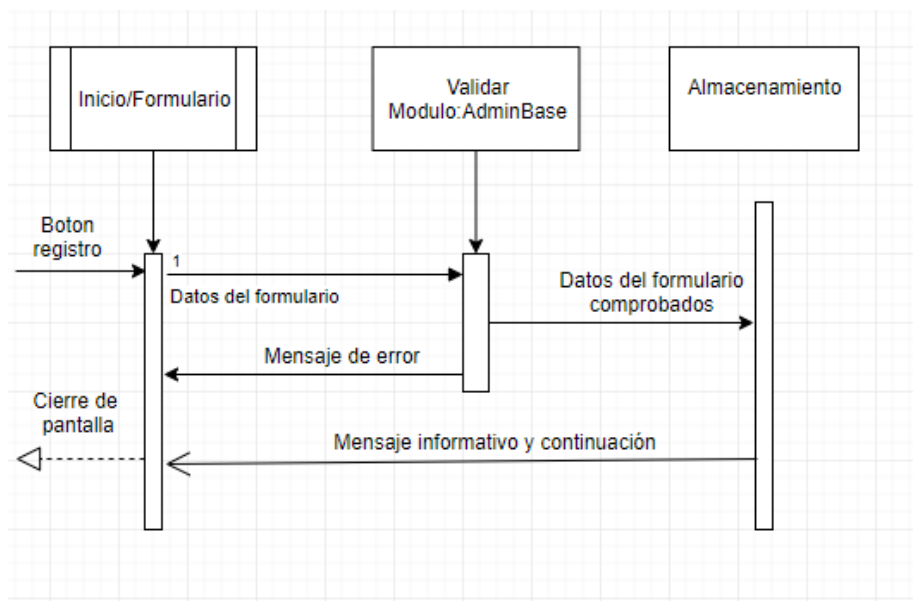 Inicio/Formulario
Validar
Modulo:AdminBase
Almacenamiento
Boton
registro
1
Datos del formulario
Datos del formulario
comprobados
Mensaje de error
Cierre de
pantalla
Mensaje informativo y continuación